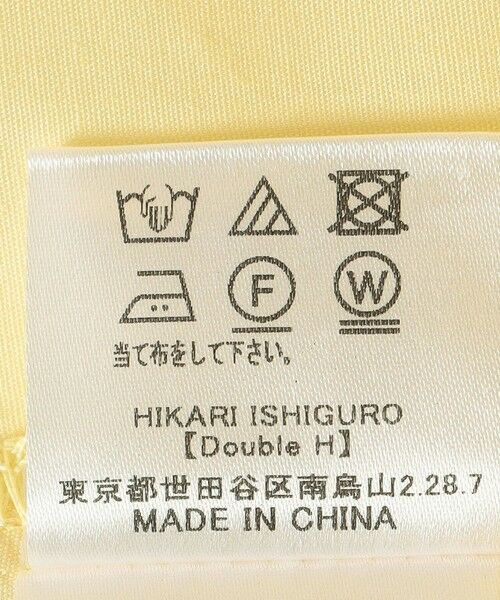 F W
当て布をして下さい。
HIKARI ISHIGURO
【Double H】
東京都世田谷区南烏山2.28.7
MADE IN CHINA